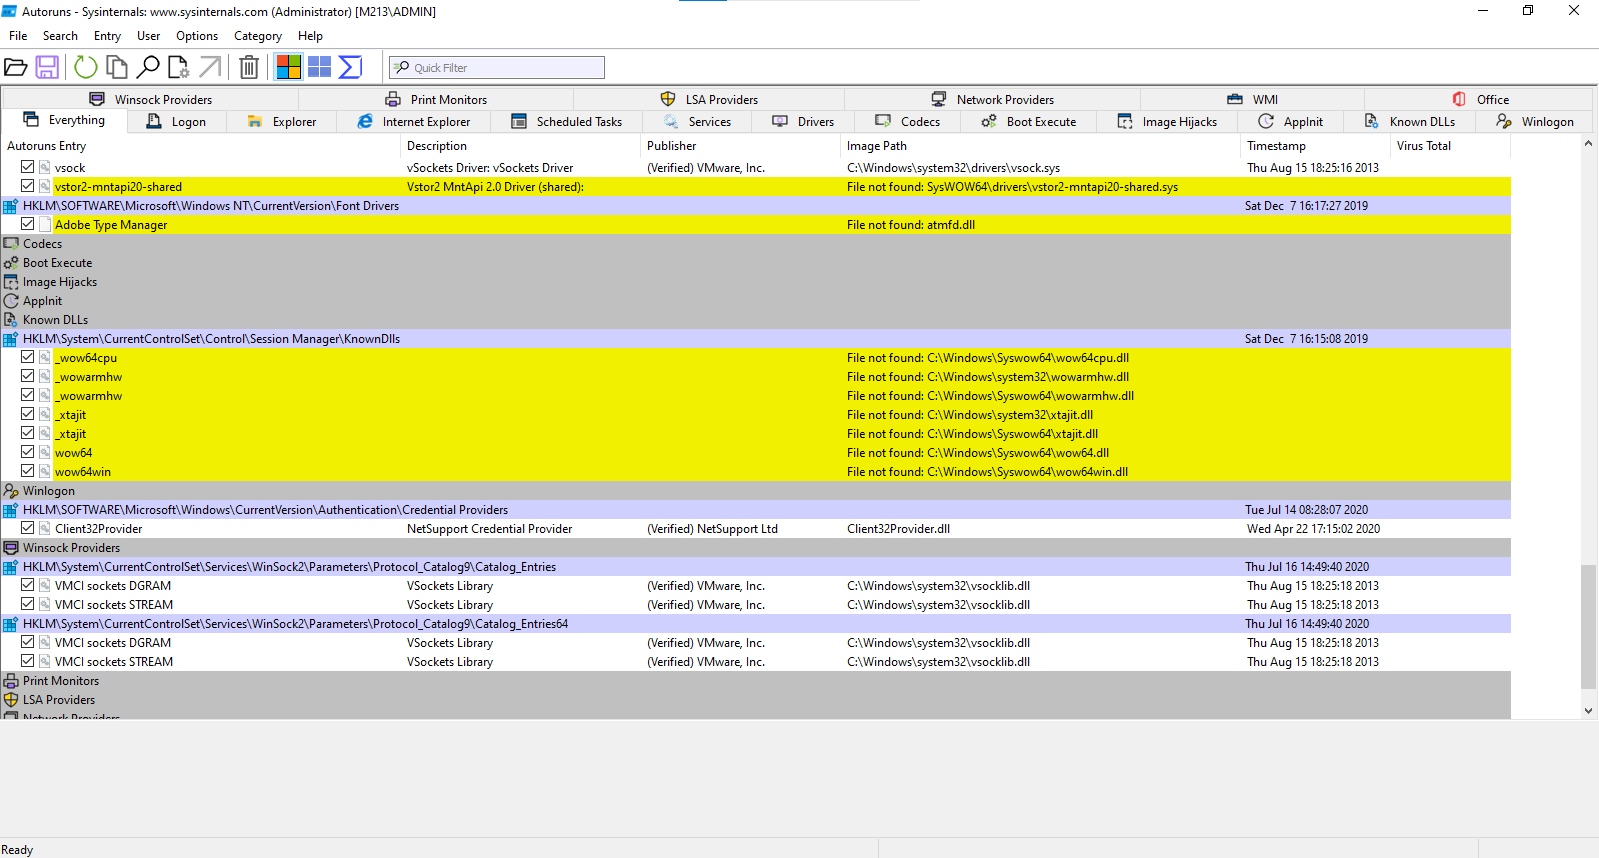 Autoruns - Sysinternals: www.sysinternals.com (Administrator) [M213\ADMIN]
File Search Entry User Options Category Help
Quick Filter
Winsock Providers Print Monitors LSA Providers Network Providers WMI Office
Everything Logon Explorer Internet Explorer Scheduled Tasks Services Drivers Codecs Boot Execute Image Hijacks AppInit Known DLLs Winlogon
Autoruns Entry Description Publisher Image Path Timestamp Virus Total
vsock vSockets Driver: vSockets Driver (Verified) VMware, Inc. C:\Windows\system32\drivers\vsock.sys Thu Aug 15 18:25:16 2013
vstor2-mntapi20-shared Vstor2 MntApi 2.0 Driver (shared): File not found: SysWOW64\drivers\vstor2-mntapi20-shared.sys
HKLM\SOFTWARE\Microsoft\Windows NT\CurrentVersion\Font Drivers Sat Dec 7 16:17:27 2019
Adobe Type Manager File not found: atmfd.dll
Codecs
Boot Execute
Image Hijacks
AppInit
Known DLLs
HKLM\System\CurrentControlSet\Control\Session Manager\KnownDlls Sat Dec 7 16:15:08 2019
_wow64cpu File not found: C:\Windows\Syswow64\wow64cpu.dll
_wowarmhw File not found: C:\Windows\system32\wowarmhw.dll
_wowarmhw File not found: C:\Windows\Syswow64\wowarmhw.dll
_xtajit File not found: C:\Windows\system32\xtajit.dll
_xtajit File not found: C:\Windows\Syswow64\xtajit.dll
wow64 File not found: C:\Windows\Syswow64\wow64.dll
wow64win File not found: C:\Windows\Syswow64\wow64win.dll
Winlogon
HKLM\SOFTWARE\Microsoft\Windows\CurrentVersion\Authentication\Credential Providers Tue Jul 14 08:28:07 2020
Client32Provider NetSupport Credential Provider (Verified) NetSupport Ltd Client32Provider.dll Wed Apr 22 17:15:02 2020
Winsock Providers
HKLM\System\CurrentControlSet\Services\WinSock2\Parameters\Protocol_Catalog9\Catalog_Entries Thu Jul 16 14:49:40 2020
VMCI sockets DGRAM VSockets Library (Verified) VMware, Inc. C:\Windows\system32\vsocklib.dll Thu Aug 15 18:25:18 2013
VMCI sockets STREAM VSockets Library (Verified) VMware, Inc. C:\Windows\system32\vsocklib.dll Thu Aug 15 18:25:18 2013
HKLM\System\CurrentControlSet\Services\WinSock2\Parameters\Protocol_Catalog9\Catalog_Entries64 Thu Jul 16 14:49:40 2020
VMCI sockets DGRAM VSockets Library (Verified) VMware, Inc. C:\Windows\system32\vsocklib.dll Thu Aug 15 18:25:18 2013
VMCI sockets STREAM VSockets Library (Verified) VMware, Inc. C:\Windows\system32\vsocklib.dll Thu Aug 15 18:25:18 2013
Print Monitors
LSA Providers
Network Providers
Ready